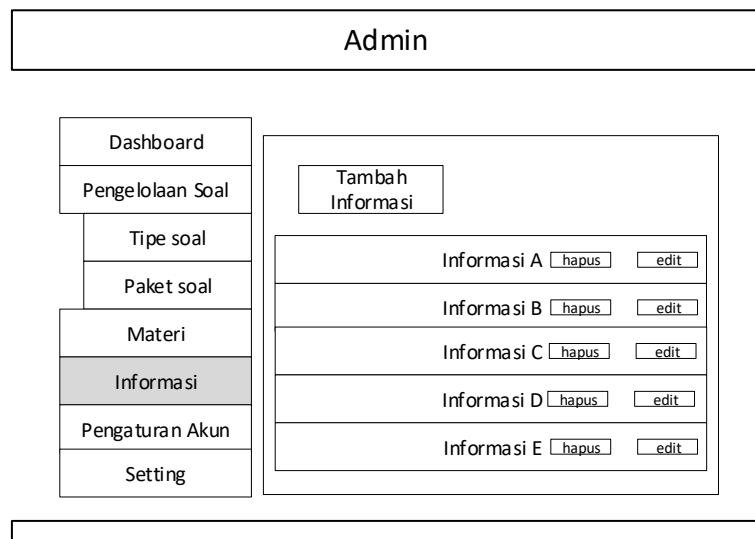 Admin
Dashboard
Pengelolaan Soal
Tipe soal
Paket soal
Materi
Informasi
Pengaturan Akun
Setting
Tambah
Informasi
Informasi A hapus edit
Informasi B hapus edit
Informasi C hapus edit
Informasi D hapus edit
Informasi E hapus edit